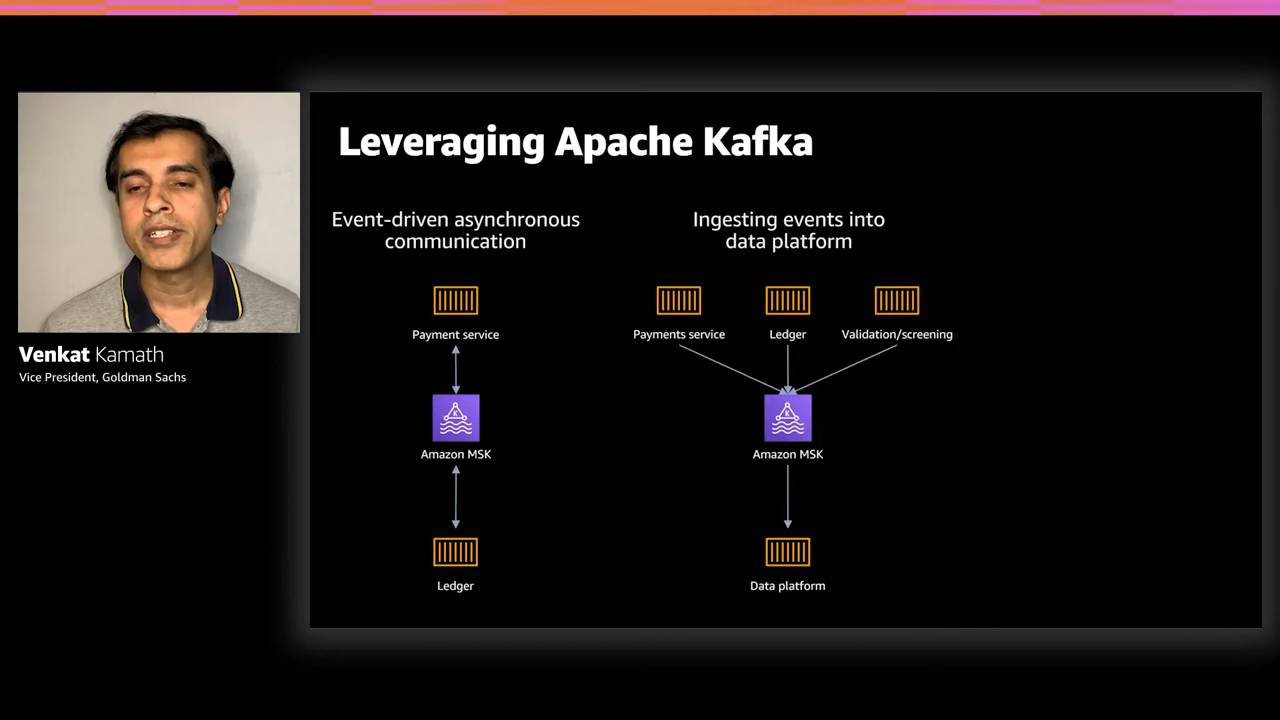 Leveraging Apache Kafka
Event-driven asynchronous
communication
Payment service
Amazon MSK
Ledger
Ingesting events into
data platform
Payments service
Ledger
Validation/screening
K
Amazon MSK
Data platform
K
Venkat Kamath
Vice President, Goldman Sachs